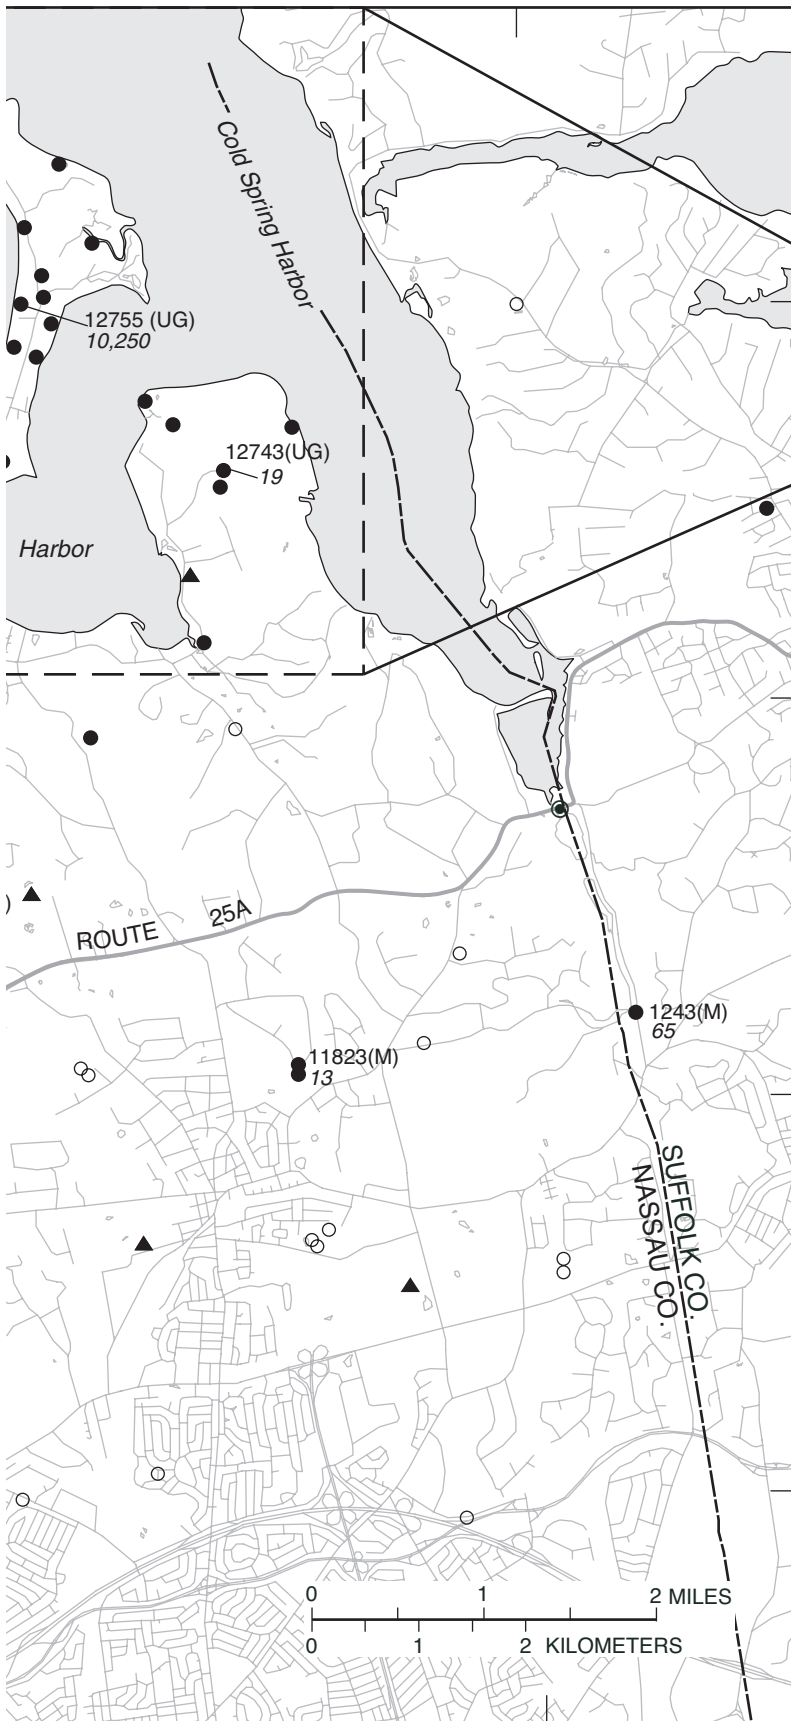 Cold Spring Harbor
12755 (UG)
10,250
12743(UG)
19
Harbor
)
ROUTE 25A
1243(M)
65
11823(M)
13
SUFFOLK CO.
NASSAU CO.
0 1 2 MILES
0 1 2 KILOMETERS